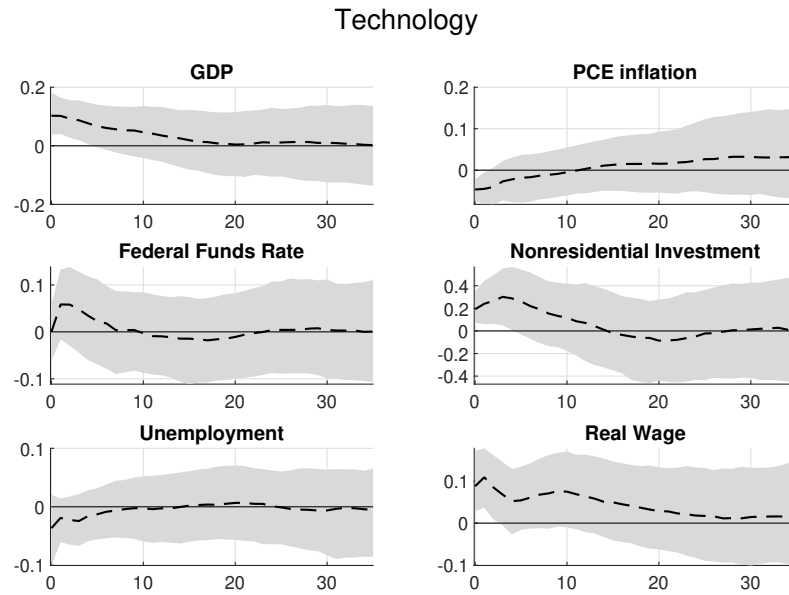 Technology
GDP
0.2
0
-0.2
0 10 20 30
PCE inflation
0.2
0.1
0
0 10 20 30
Federal Funds Rate
0.1
0
-0.1
0 10 20 30
Nonresidential Investment
0.4
0.2
0
-0.2
-0.4
0 10 20 30
Unemployment
0.1
0
-0.1
0 10 20 30
Real Wage
0.1
0
-0.1
0 10 20 30